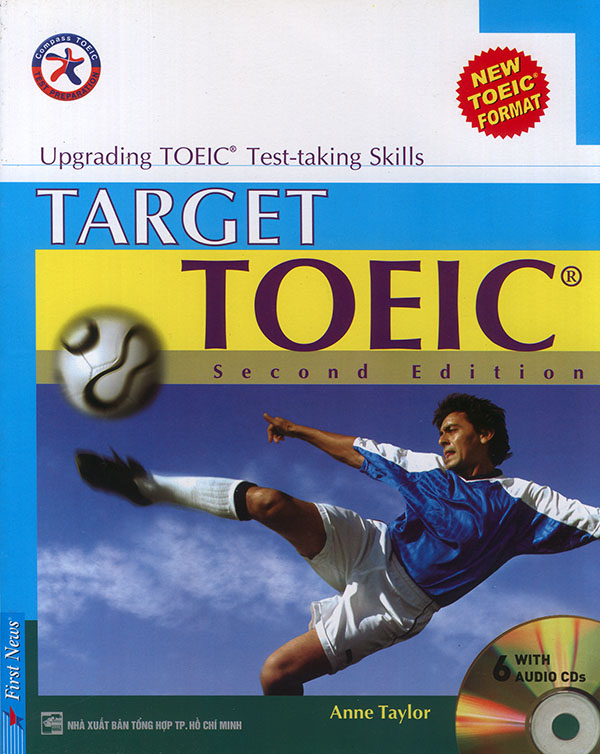 Compass TOEIC
TEST PREPARATION
NEW
TOEIC®
FORMAT
Upgrading TOEIC® Test-taking Skills
TARGET
TOEIC®
Second Edition
6 WITH
AUDIO CDs
Anne Taylor
First News
NHÀ XUẤT BẢN TỔNG HỢP TP. HỒ CHÍ MINH